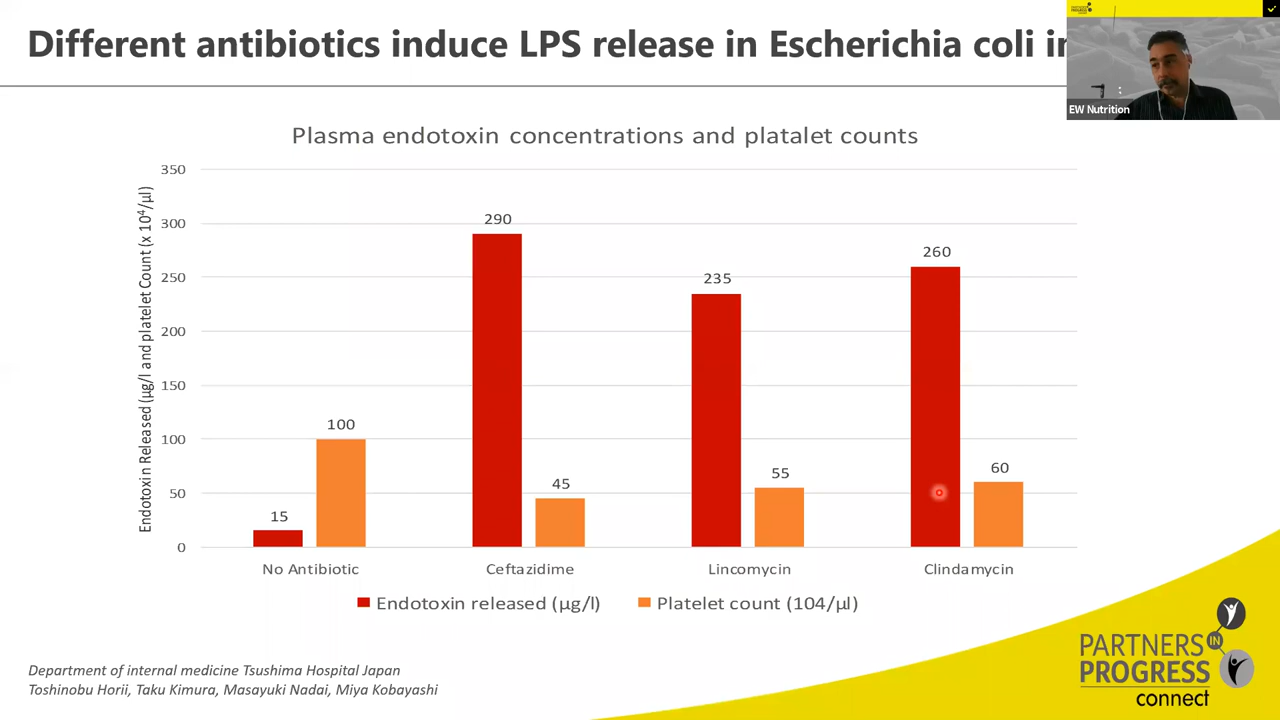 Different antibiotics induce LPS release in Escherichia coli
EW Nutrition
Plasma endotoxin concentrations and platalet counts
Endotoxin Released (µg/l and platelet Count (x 10⁴/µl)
350
300
250
200
150
100
50
0
15
100
290
45
235
55
260
60
No Antibiotic
Ceftazidime
Lincomycin
Clindamycin
Endotoxin released (µg/l)
Platelet count (104/µl)
Department of internal medicine Tsushima Hospital Japan
Toshinobu Horii, Taku Kimura, Masayuki Nadai, Miya Kobayashi
PARTNERS IN
PROGRESS
connect